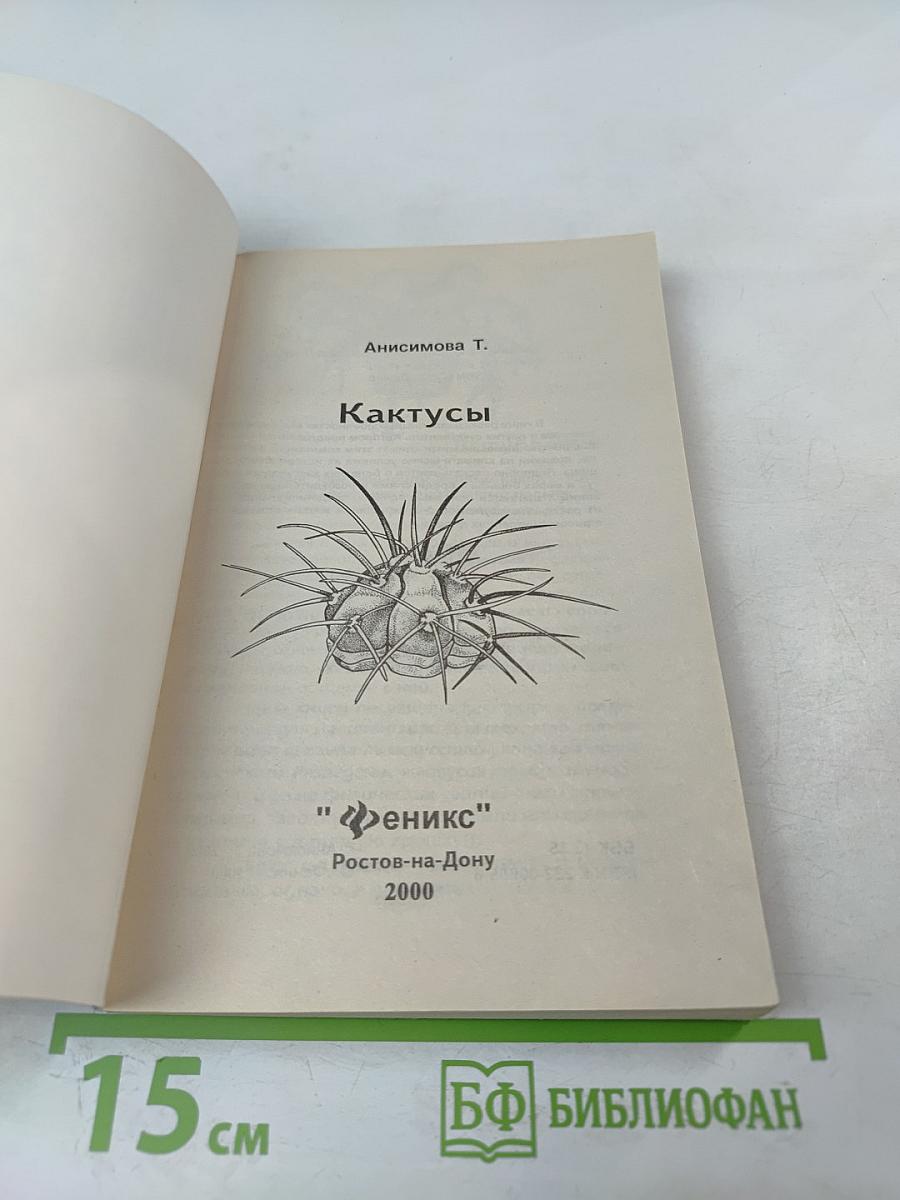 Анисимова Т.
Кактусы
"Феникс"
Ростов-на-Дону
2000
15 см
БФ БИБЛИОФАН